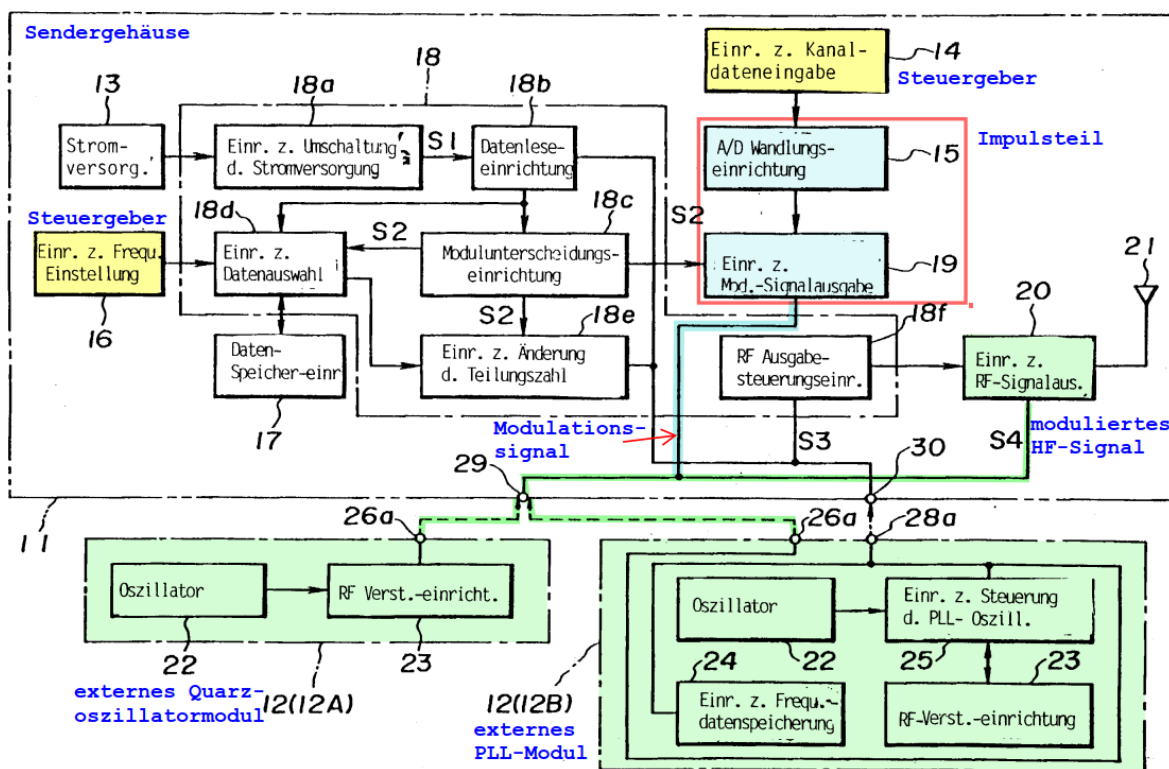 Sendergehäuse
13
Strom-
versorg.
18a
Einr. z. Umschaltung
d. Stromversorgung
S1
18
18b
Datenlese-
einrichtung
Einr. z. Kanal-
dateneingabe
14
Steuergeber
Impulsteil
A/D Wandlungs-
einrichtung
15
Steuergeber
18d
Einr. z. Frequ.
Einstellung
16
Einr. z.
Datenauswahl
S2
18c
Modulunterscheidungs-
einrichtung
S2
Einr. z.
Mod.-Signalausgabe
19
S2
18e
Daten-
Speicher-einr
17
Einr. z. Änderung
d. Teilungszahl
18f
RF Ausgabe-
steuerungseinr.
20
Einr. z.
RF-Signalaus.
21
Modulations-
signal
S3
S4
moduliertes
HF-Signal
29
30
11
26a
26a
28a
Oszillator
22
RF Verst.-einricht.
23
12(12A)
externes Quarz-
oszillatormodul
Oszillator
22
Einr. z. Steuerung
d. PLL- Oszill.
25
24
Einr. z. Frequ.-
datenspeicherung
23
RF-Verst.-einrichtung
12(12B)
externes
PLL-Modul